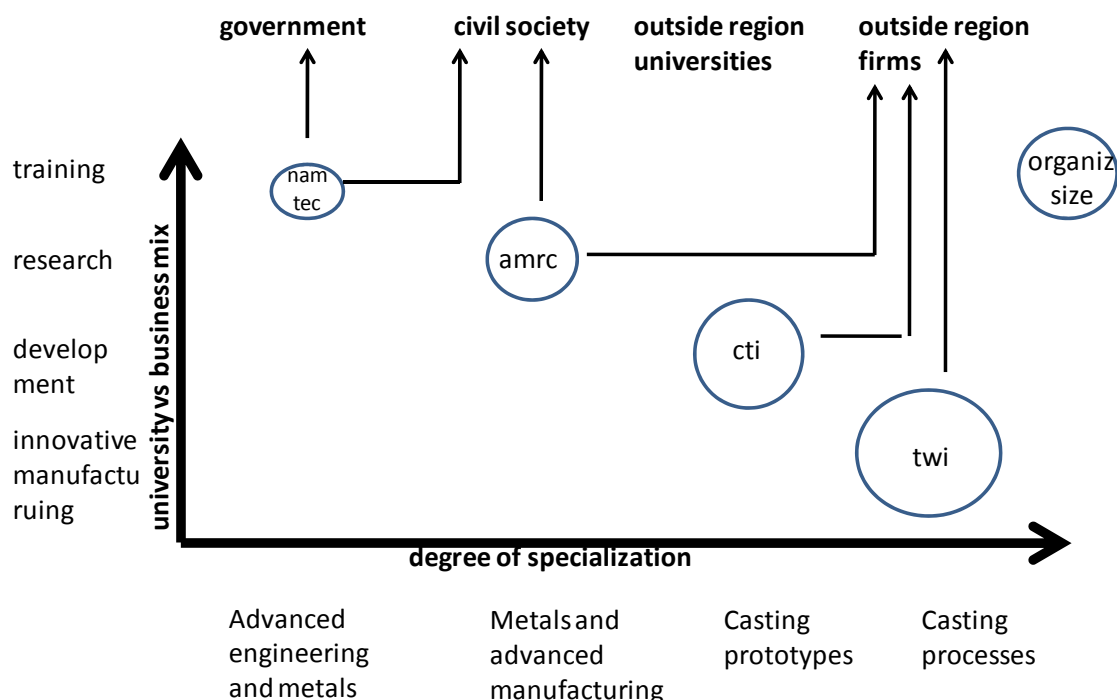 government
civil society
outside region
universities
outside region
firms
training
research
develop
ment
innovative
manufactu
ruing
university vs business mix
nam
tec
amrc
cti
twi
organiz
size
degree of specialization
Advanced
engineering
and metals
Metals and
advanced
manufacturing
Casting
prototypes
Casting
processes